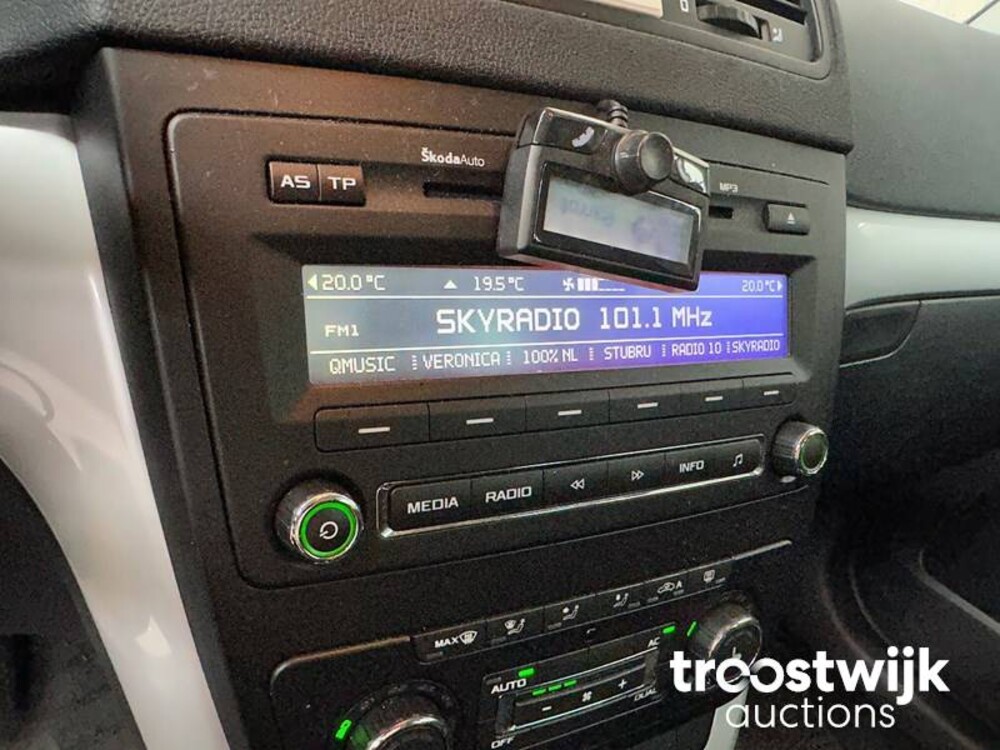 ŠkodaAuto
AS TP
MP3
20.0°C 19.5°C 20.0°C
FM1 SKYRADIO 101.1 MHz
QMUSIC VERONICA 100% NL STUBRU RADIO 10 SKYRADIO
MEDIA RADIO INFO
MAX A
AUTO AC
- +
OFF DUAL
troostwijk
auctions